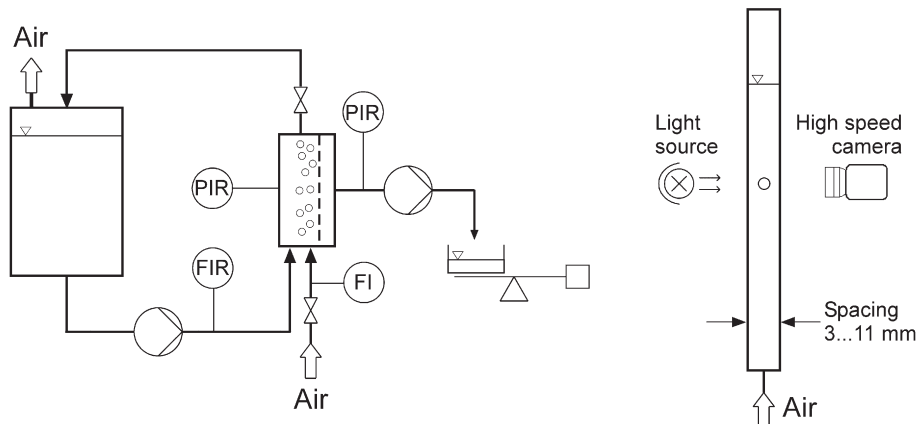 Air
PIR
PIR
FIR
FI
Air
Light
source
High speed
camera
Spacing
3...11 mm
Air